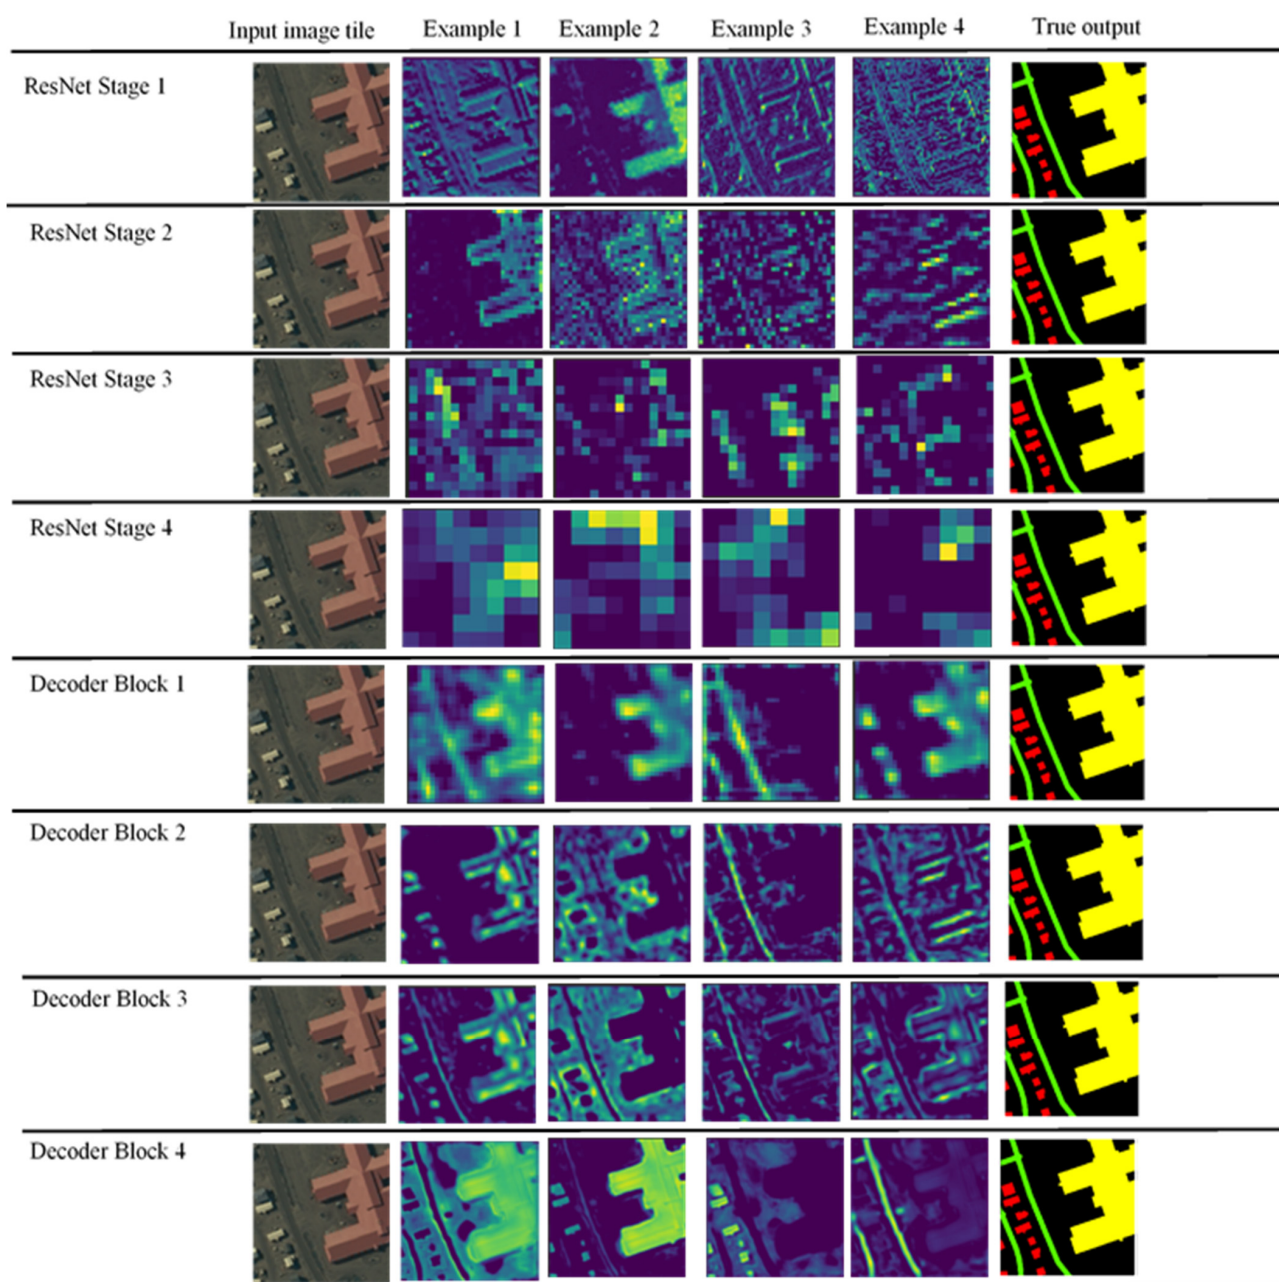 Input image tile Example 1 Example 2 Example 3 Example 4 True output
ResNet Stage 1
ResNet Stage 2
ResNet Stage 3
ResNet Stage 4
Decoder Block 1
Decoder Block 2
Decoder Block 3
Decoder Block 4